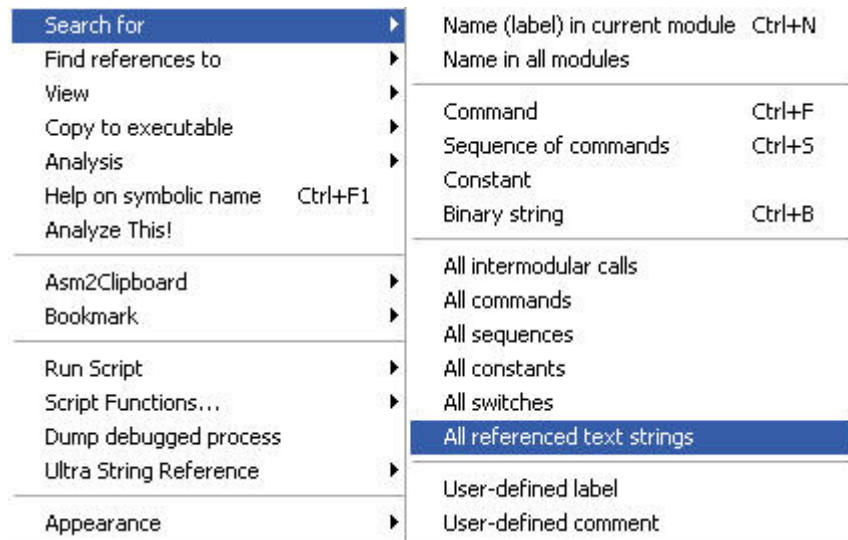 Search for
Find references to
View
Copy to executable
Analysis
Help on symbolic name Ctrl+F1
Analyze This!
Asm2Clipboard
Bookmark
Run Script
Script Functions...
Dump debugged process
Ultra String Reference
Appearance
Name (label) in current module Ctrl+N
Name in all modules
Command Ctrl+F
Sequence of commands Ctrl+S
Constant
Binary string Ctrl+B
All intermodular calls
All commands
All sequences
All constants
All switches
All referenced text strings
User-defined label
User-defined comment